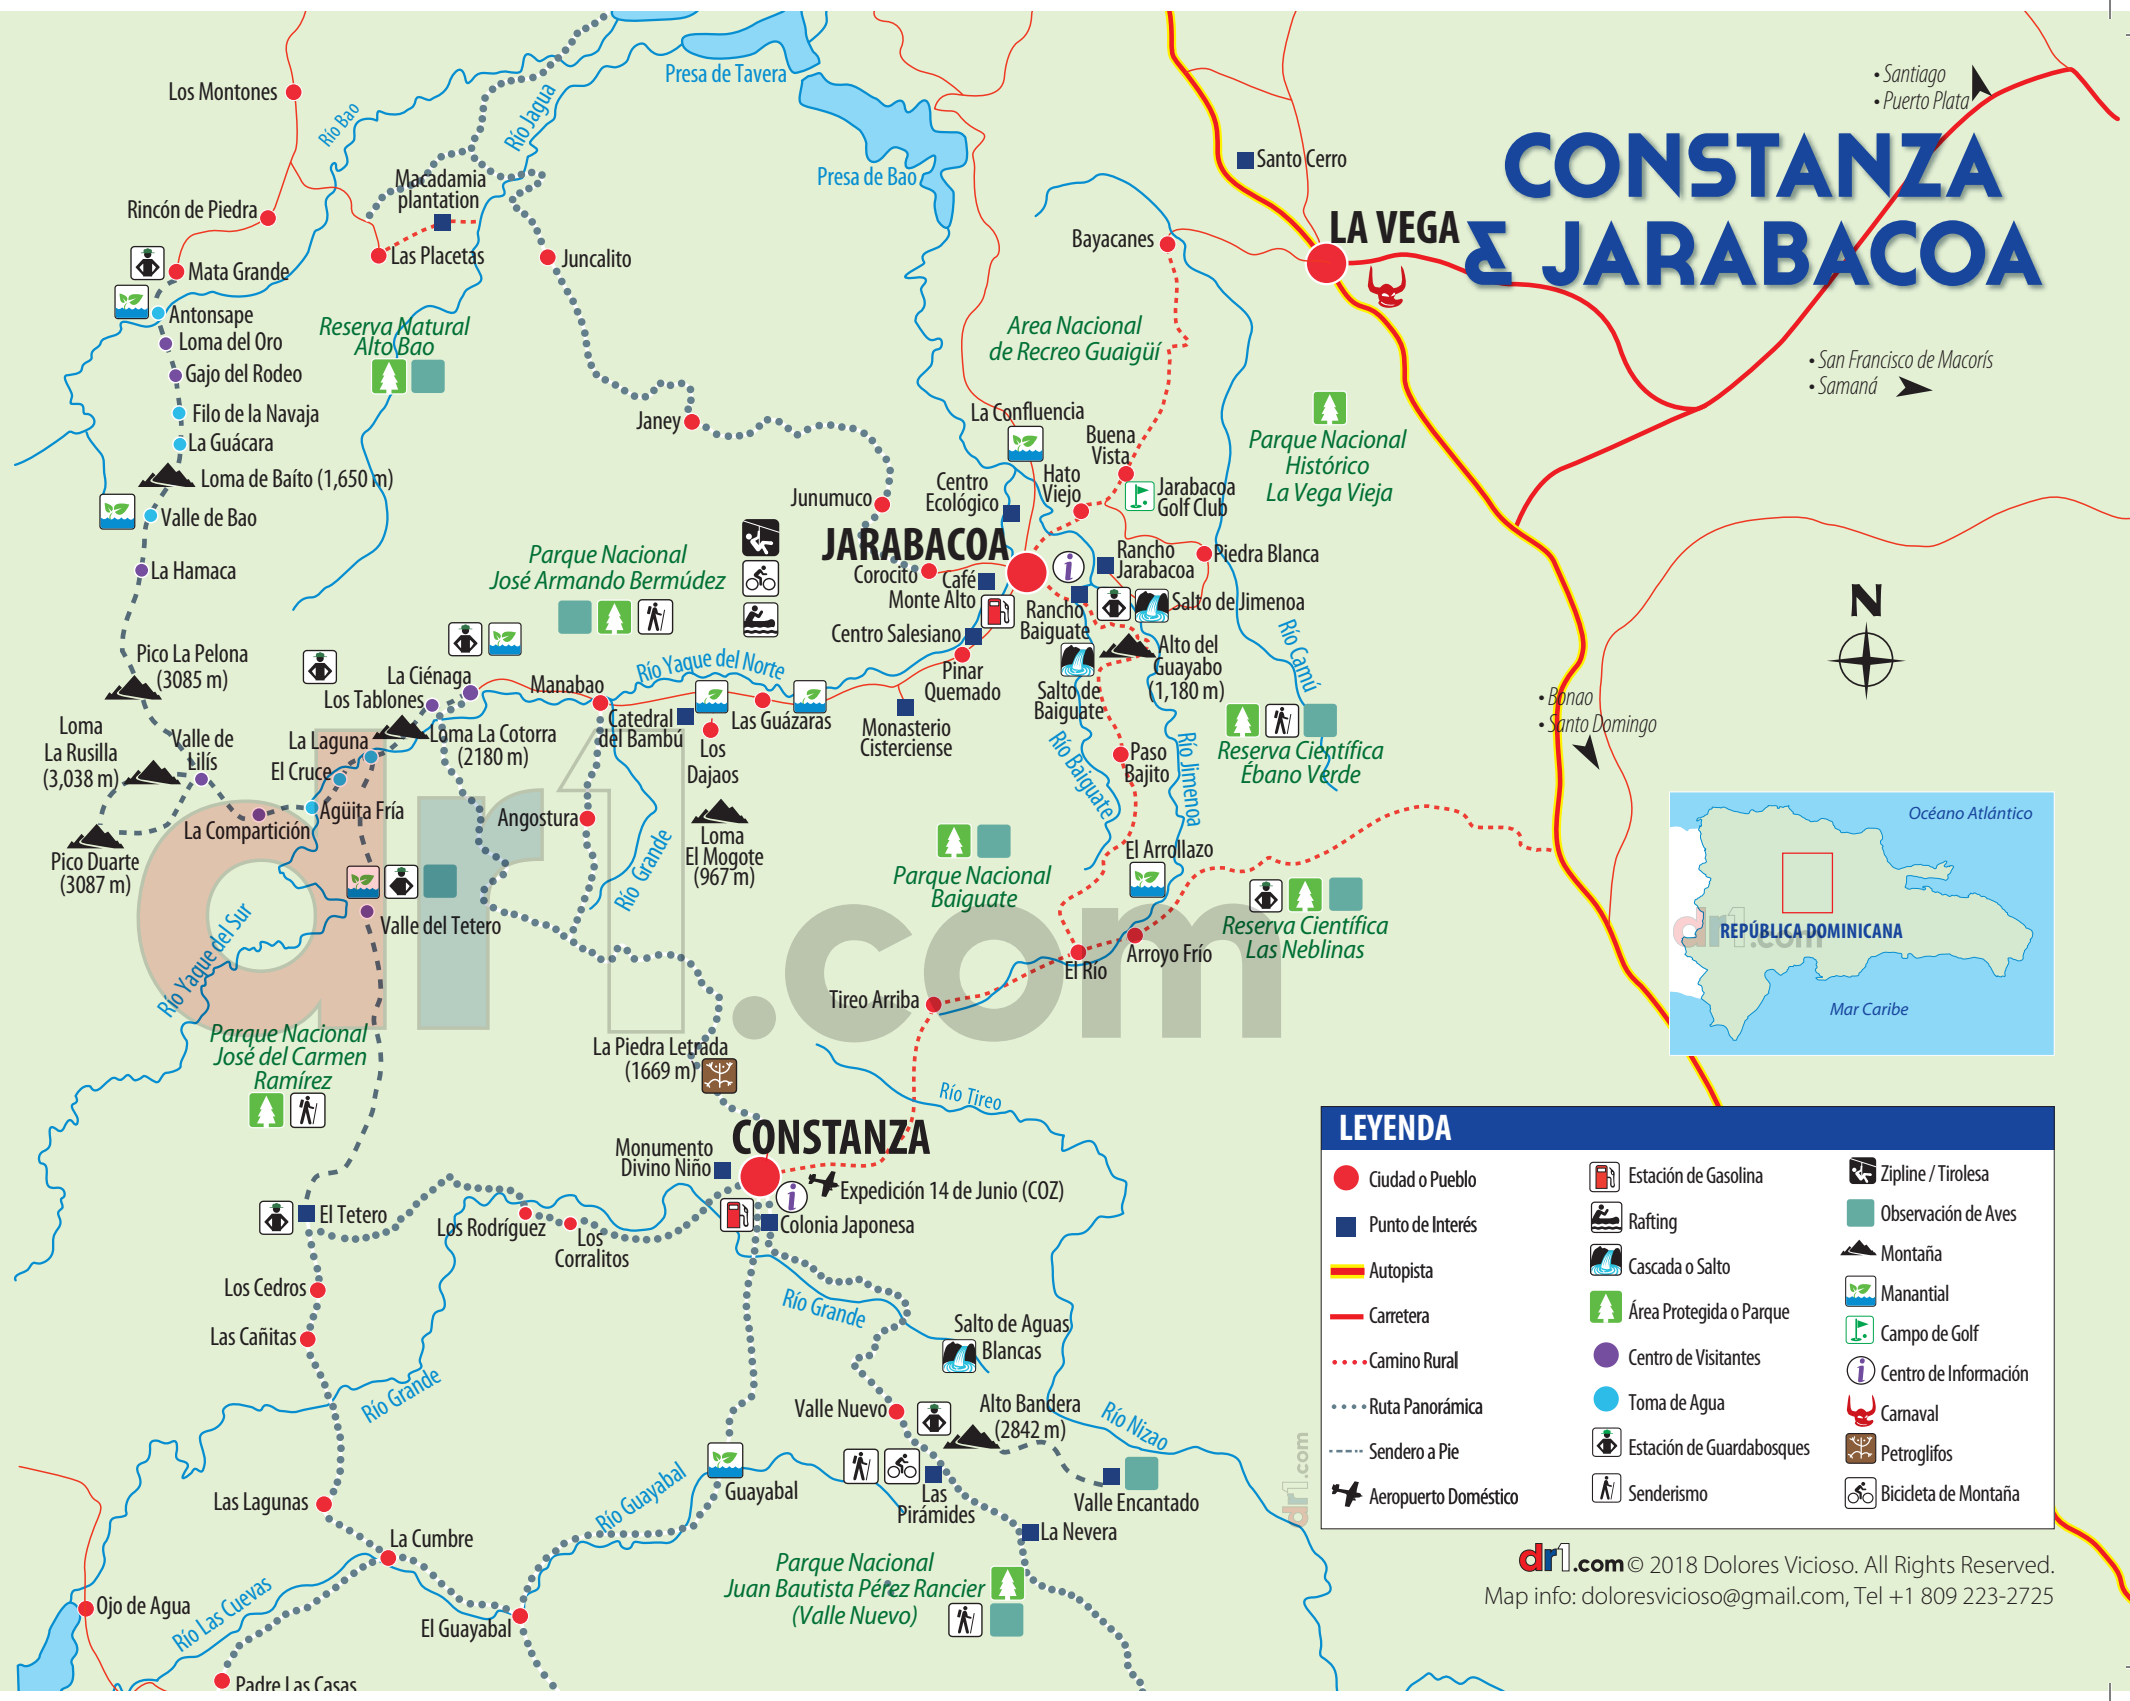 CONSTANZA
& JARABACOA
• Santiago
• Puerto Plata
• San Francisco de Macorís
• Samaná
• Bonao
• Santo Domingo
N
Los Montones
Río Bao
Río Jagua
Presa de Tavera
Presa de Bao
Santo Cerro
LA VEGA
Macadamia
plantation
Rincón de Piedra
Las Placetas
Juncalito
Bayacanes
Mata Grande
Antonsape
Loma del Oro
Gajo del Rodeo
Filo de la Navaja
La Guácara
Loma de Baíto (1,650 m)
Valle de Bao
La Hamaca
Reserva Natural
Alto Bao
Area Nacional
de Recreo Guaigüí
Janey
La Confluencia
Buena
Vista
Hato
Viejo
Jarabacoa
Golf Club
Centro
Ecológico
Junumuco
Parque Nacional
Histórico
La Vega Vieja
JARABACOA
Corocito
Café
Monte Alto
Rancho
Jarabacoa
Piedra Blanca
Rancho
Baiguate
Salto de Jimenoa
Centro Salesiano
Pinar
Quemado
Salto de
Baiguate
Alto del
Guayabo
(1,180 m)
Río Camú
Parque Nacional
José Armando Bermúdez
Pico La Pelona
(3085 m)
La Ciénaga
Los Tablones
Manabao
Río Yaque del Norte
Catedral
del Bambú
Los
Dajaos
Las Guázaras
Monasterio
Cisterciense
Loma
La Rusilla
(3,038 m)
Valle de
Lilís
La Laguna
Loma La Cotorra
(2180 m)
El Cruce
Agüita Fría
La Compartición
Pico Duarte
(3087 m)
Angostura
Río Grande
Loma
El Mogote
(967 m)
Río Baiguate
Paso
Bajito
Río Jimenoa
Reserva Científica
Ébano Verde
Parque Nacional
Baiguate
El Arrollazo
Reserva Científica
Las Neblinas
Valle del Tetero
Río Yaque del Sur
Arroyo Frío
El Río
Tireo Arriba
dr1.com
Parque Nacional
José del Carmen
Ramírez
La Piedra Letrada
(1669 m)
Río Tireo
CONSTANZA
Monumento
Divino Niño
Expedición 14 de Junio (COZ)
Colonia Japonesa
El Tetero
Los Rodríguez
Los
Corralitos
Los Cedros
Las Cañitas
Río Grande
Río Grande
Salto de Aguas
Blancas
Valle Nuevo
Alto Bandera
(2842 m)
Río Nizao
Las Lagunas
Río Guayabal
Guayabal
Las
Pirámides
Valle Encantado
La Nevera
La Cumbre
Parque Nacional
Juan Bautista Pérez Rancier
(Valle Nuevo)
Ojo de Agua
Río Las Cuevas
El Guayabal
Padre Las Casas
Océano Atlántico
dr1.com
REPÚBLICA DOMINICANA
Mar Caribe
dr1.com
LEYENDA
Ciudad o Pueblo
Punto de Interés
Autopista
Carretera
Camino Rural
Ruta Panorámica
Sendero a Pie
Aeropuerto Doméstico
Estación de Gasolina
Rafting
Cascada o Salto
Área Protegida o Parque
Centro de Visitantes
Toma de Agua
Estación de Guardabosques
Senderismo
Zipline / Tirolesa
Observación de Aves
Montaña
Manantial
Campo de Golf
Centro de Información
Carnaval
Petroglifos
Bicicleta de Montaña
dr1.com © 2018 Dolores Vicioso. All Rights Reserved.
Map info: doloresvicioso@gmail.com, Tel +1 809 223-2725